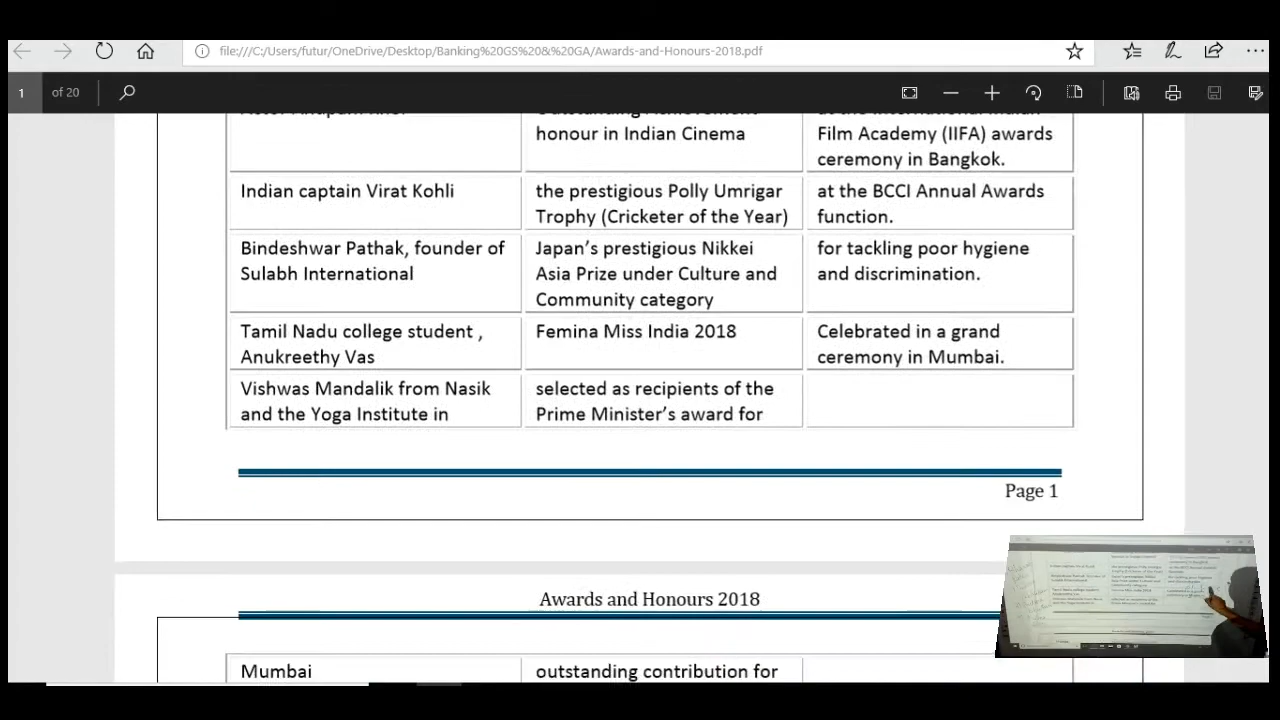 file:///C:/Users/futur/OneDrive/Desktop/Banking%20GS%20&%20GA/Awards-and-Honours-2018.pdf
1 of 20
honour in Indian Cinema
Film Academy (IIFA) awards
ceremony in Bangkok.
Indian captain Virat Kohli
the prestigious Polly Umrigar
Trophy (Cricketer of the Year)
at the BCCI Annual Awards
function.
Bindeshwar Pathak, founder of
Sulabh International
Japan's prestigious Nikkei
Asia Prize under Culture and
Community category
for tackling poor hygiene
and discrimination.
Tamil Nadu college student ,
Anukreethy Vas
Femina Miss India 2018
Celebrated in a grand
ceremony in Mumbai.
Vishwas Mandalik from Nasik
and the Yoga Institute in
selected as recipients of the
Prime Minister's award for
Page 1
Awards and Honours 2018
Mumbai
outstanding contribution for